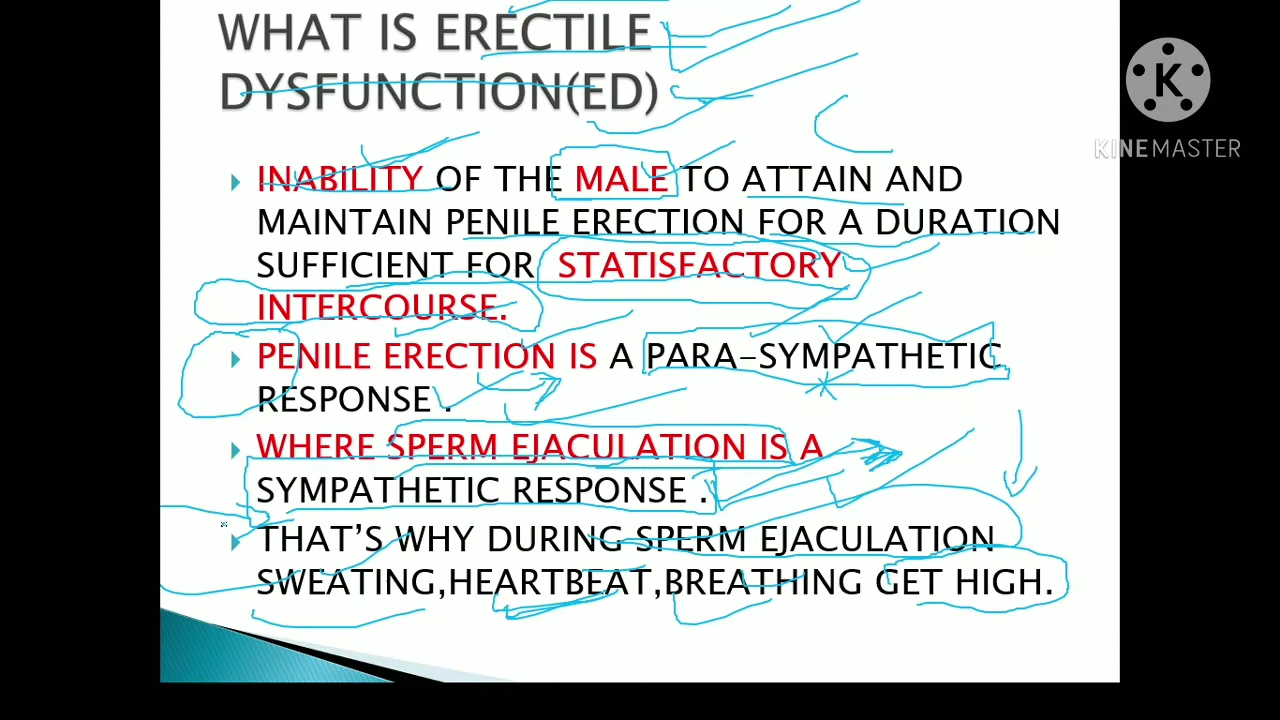 WHAT IS ERECTILE
DYSFUNCTION(ED)
K
KINEMASTER
INABILITY OF THE MALE TO ATTAIN AND
MAINTAIN PENILE ERECTION FOR A DURATION
SUFFICIENT FOR STATISFACTORY
INTERCOURSE.
PENILE ERECTION IS A PARA-SYMPATHETIC
RESPONSE .
WHERE SPERM EJACULATION IS A
SYMPATHETIC RESPONSE .
THAT'S WHY DURING SPERM EJACULATION
SWEATING,HEARTBEAT,BREATHING GET HIGH.